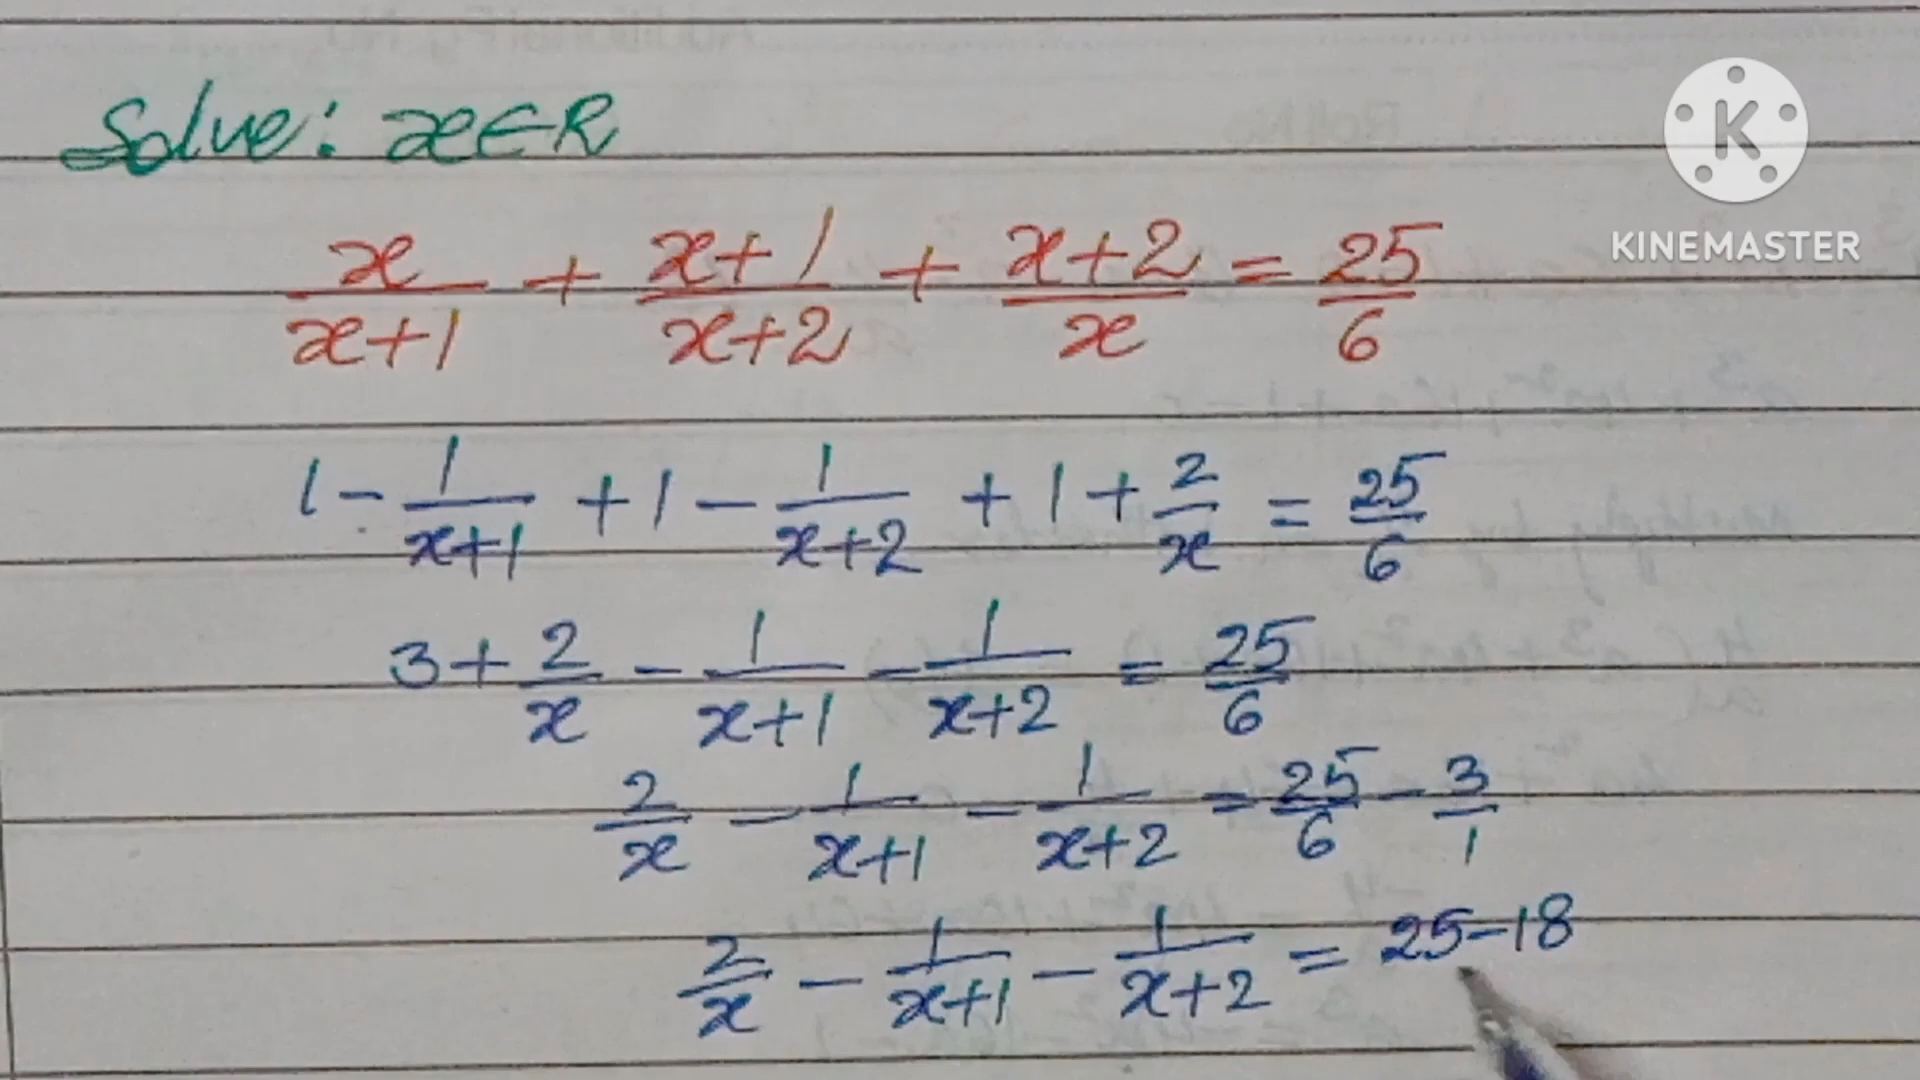 Solve: x∈R
K
KINEMASTER
x/(x+1) + (x+1)/(x+2) + (x+2)/x = 25/6
1 - 1/(x+1) + 1 - 1/(x+2) + 1 + 2/x = 25/6
3 + 2/x - 1/(x+1) - 1/(x+2) = 25/6
2/x - 1/(x+1) - 1/(x+2) = 25/6 - 3/1
2/x - 1/(x+1) - 1/(x+2) = 25-18